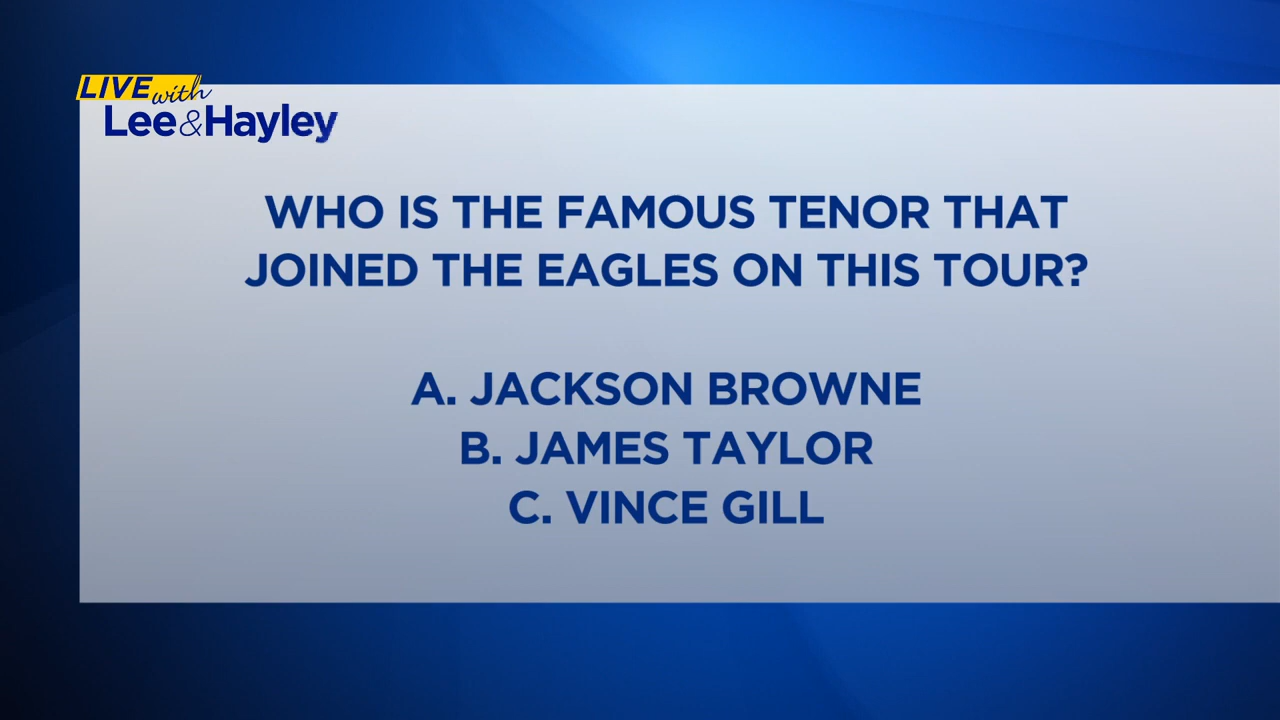 LIVE with
Lee&Hayley
WHO IS THE FAMOUS TENOR THAT
JOINED THE EAGLES ON THIS TOUR?
A. JACKSON BROWNE
B. JAMES TAYLOR
C. VINCE GILL